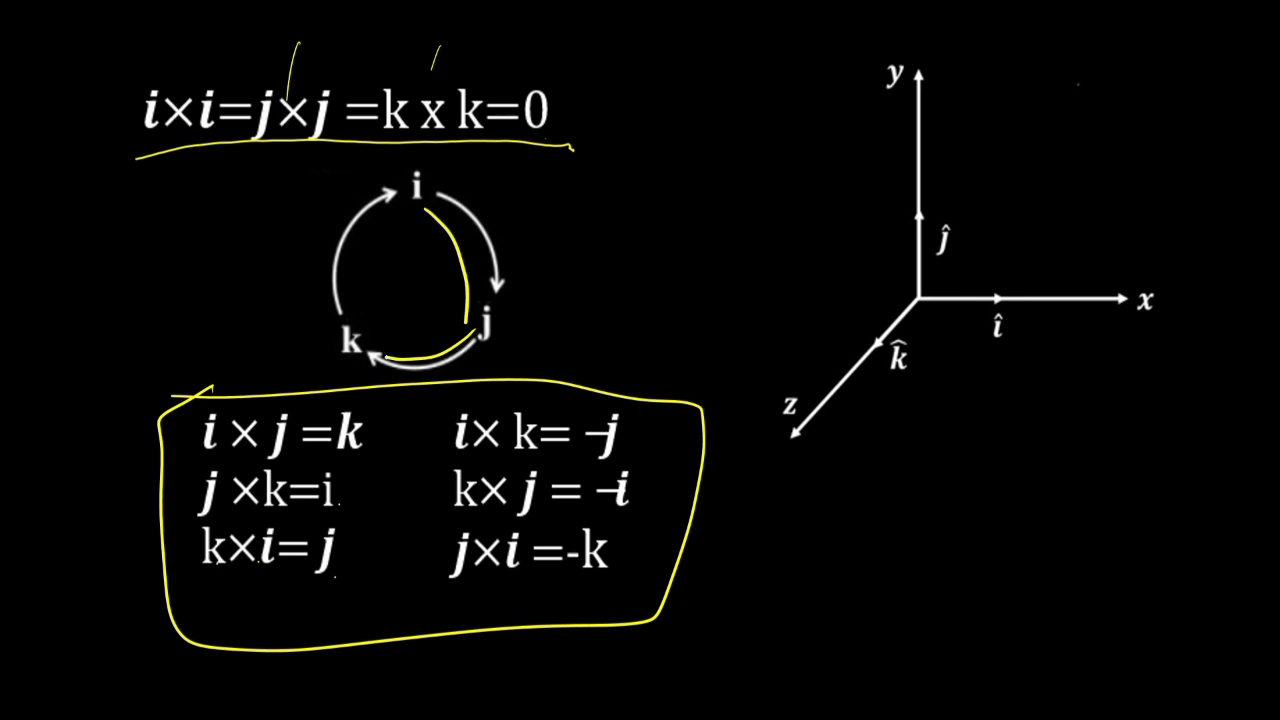 i×i=j×j =k x k=0
i
j
k
i × j =k
i× k= −j
j ×k=i
k× j = −i
k×i= j
j×i =-k
y
ĵ
x
î
k̂
z